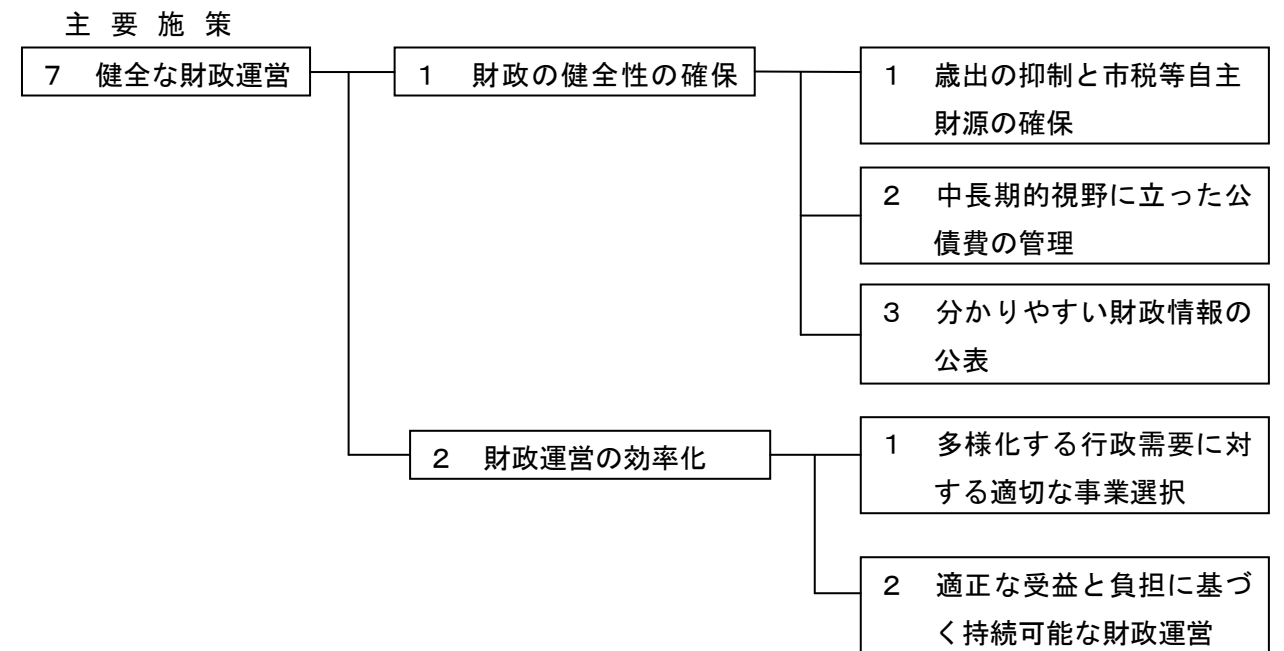 主 要 施 策
７　健全な財政運営
１　財政の健全性の確保
１　歳出の抑制と市税等自主
財源の確保
２　中長期的視野に立った公
債費の管理
３　分かりやすい財政情報の
公表
２　財政運営の効率化
１　多様化する行政需要に対
する適切な事業選択
２　適正な受益と負担に基づ
く持続可能な財政運営